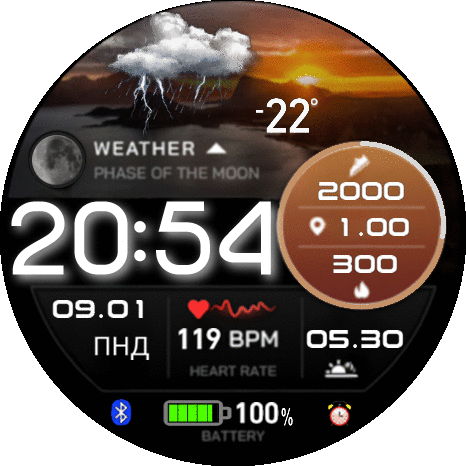 -22°
WEATHER
PHASE OF THE MOON
2000
1.00
300
20:54
09.01
ПНД
119 BPM
HEART RATE
05.30
100%
BATTERY